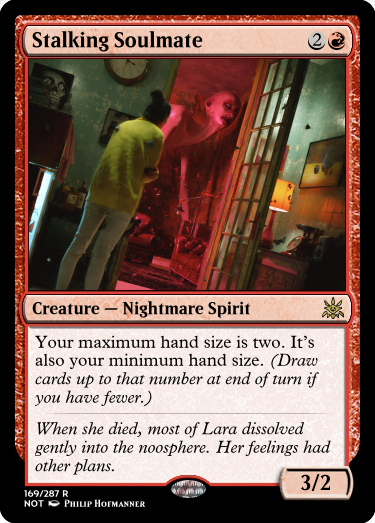 Stalking Soulmate 2
Creature — Nightmare Spirit
Your maximum hand size is two. It's
also your minimum hand size. (Draw
cards up to that number at end of turn if
you have fewer.)
When she died, most of Lara dissolved
gently into the noosphere. Her feelings had
other plans.
3/2
169/287 R
NOT Philip Hofmanner